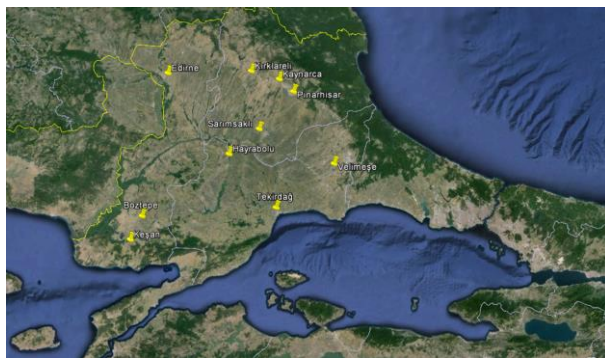 Edirne
Kırklareli
Kaynarca
Pınarhisar
Sarımsaklı
Hayrabolu
Velimeşe
Tekirdağ
Boztepe
Keşan